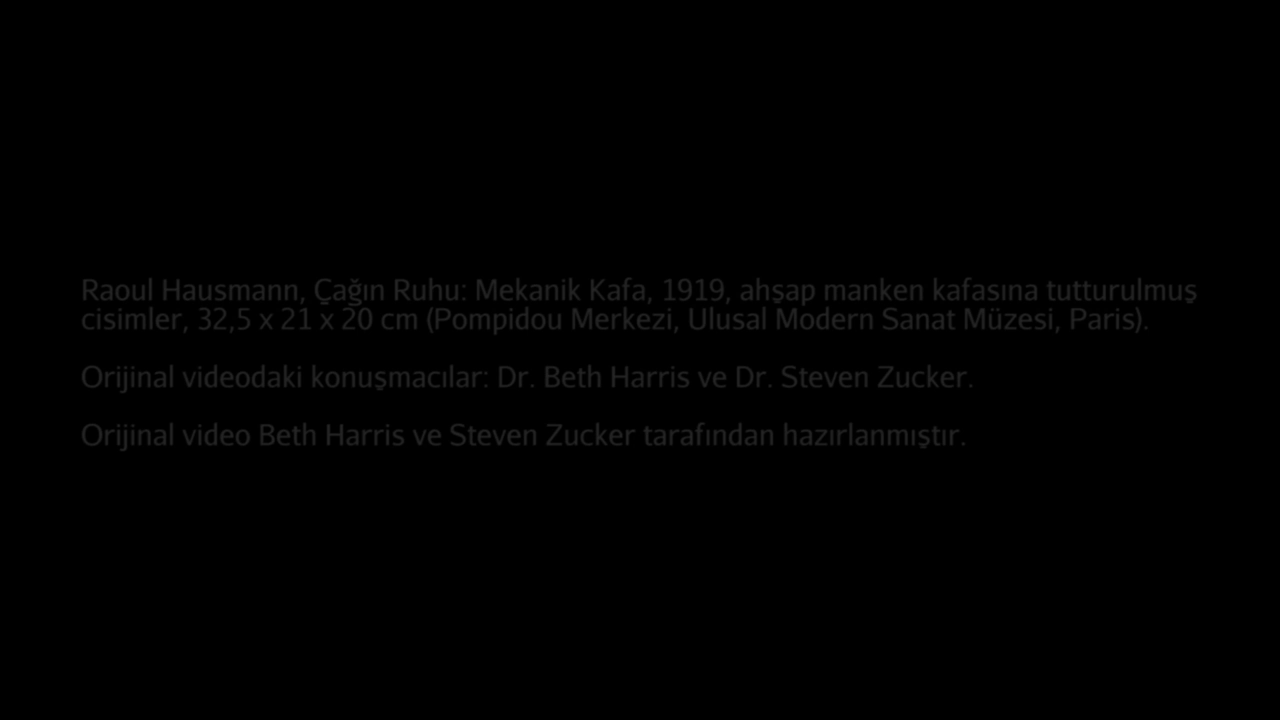 Raoul Hausmann, Çağın Ruhu: Mekanik Kafa, 1919, ahşap manken kafasına tutturulmuş
cisimler, 32,5 x 21 x 20 cm (Pompidou Merkezi, Ulusal Modern Sanat Müzesi, Paris).
Orijinal videodaki konuşmacılar: Dr. Beth Harris ve Dr. Steven Zucker.
Orijinal video Beth Harris ve Steven Zucker tarafından hazırlanmıştır.